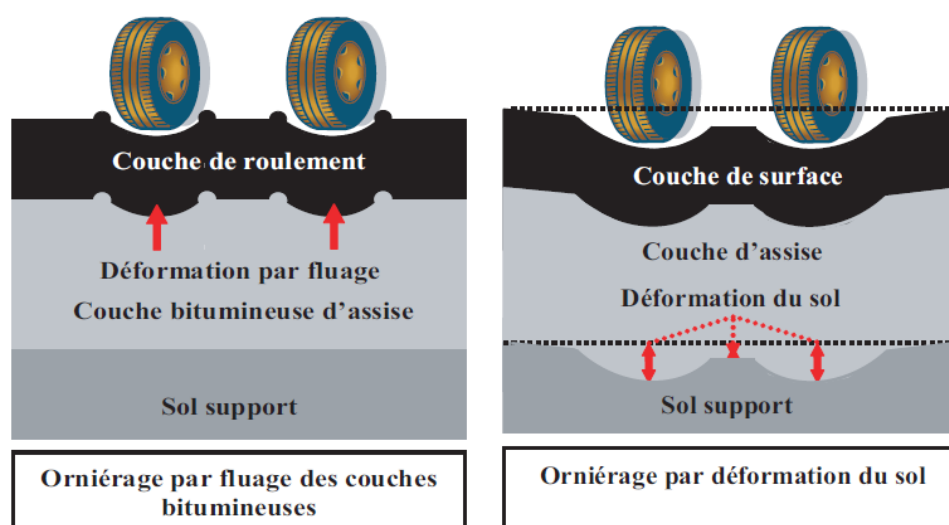 Couche de roulement
Déformation par fluage
Couche bitumineuse d'assise
Sol support
Orniérage par fluage des couches
bitumineuses
Couche de surface
Couche d'assise
Déformation du sol
Sol support
Orniérage par déformation du sol